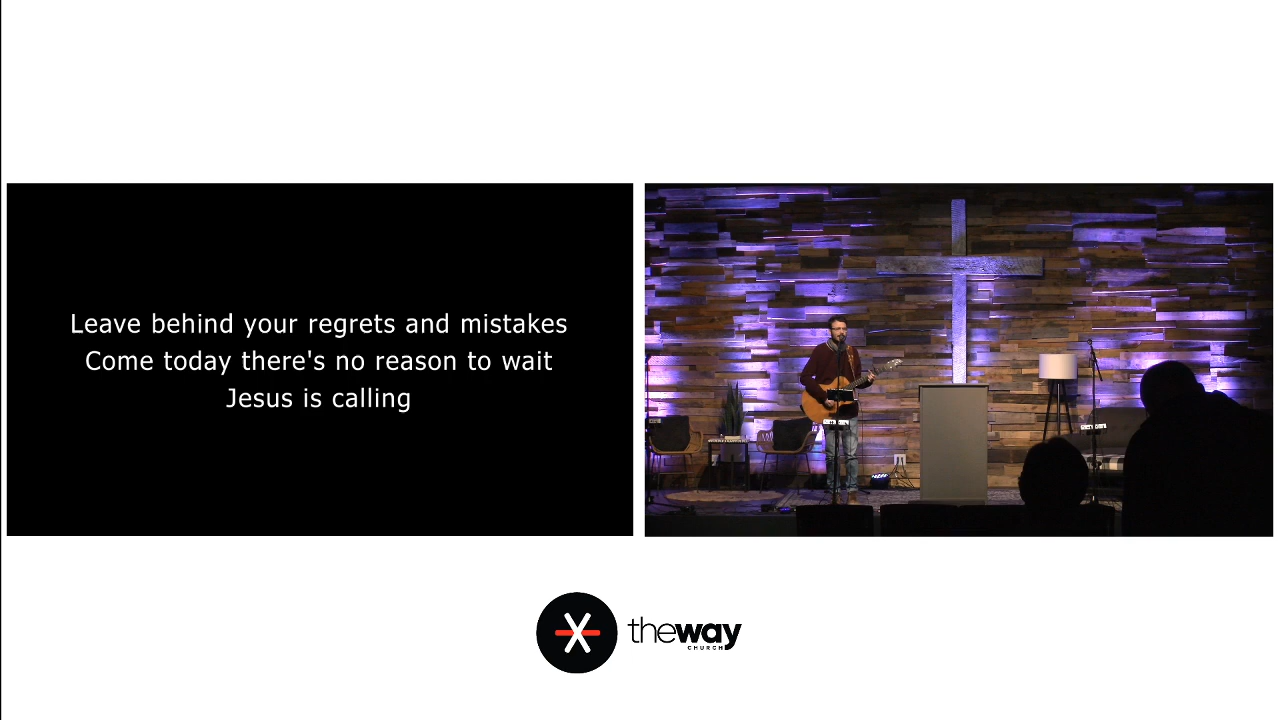 Leave behind your regrets and mistakes
Come today there's no reason to wait
Jesus is calling
theway
CHURCH